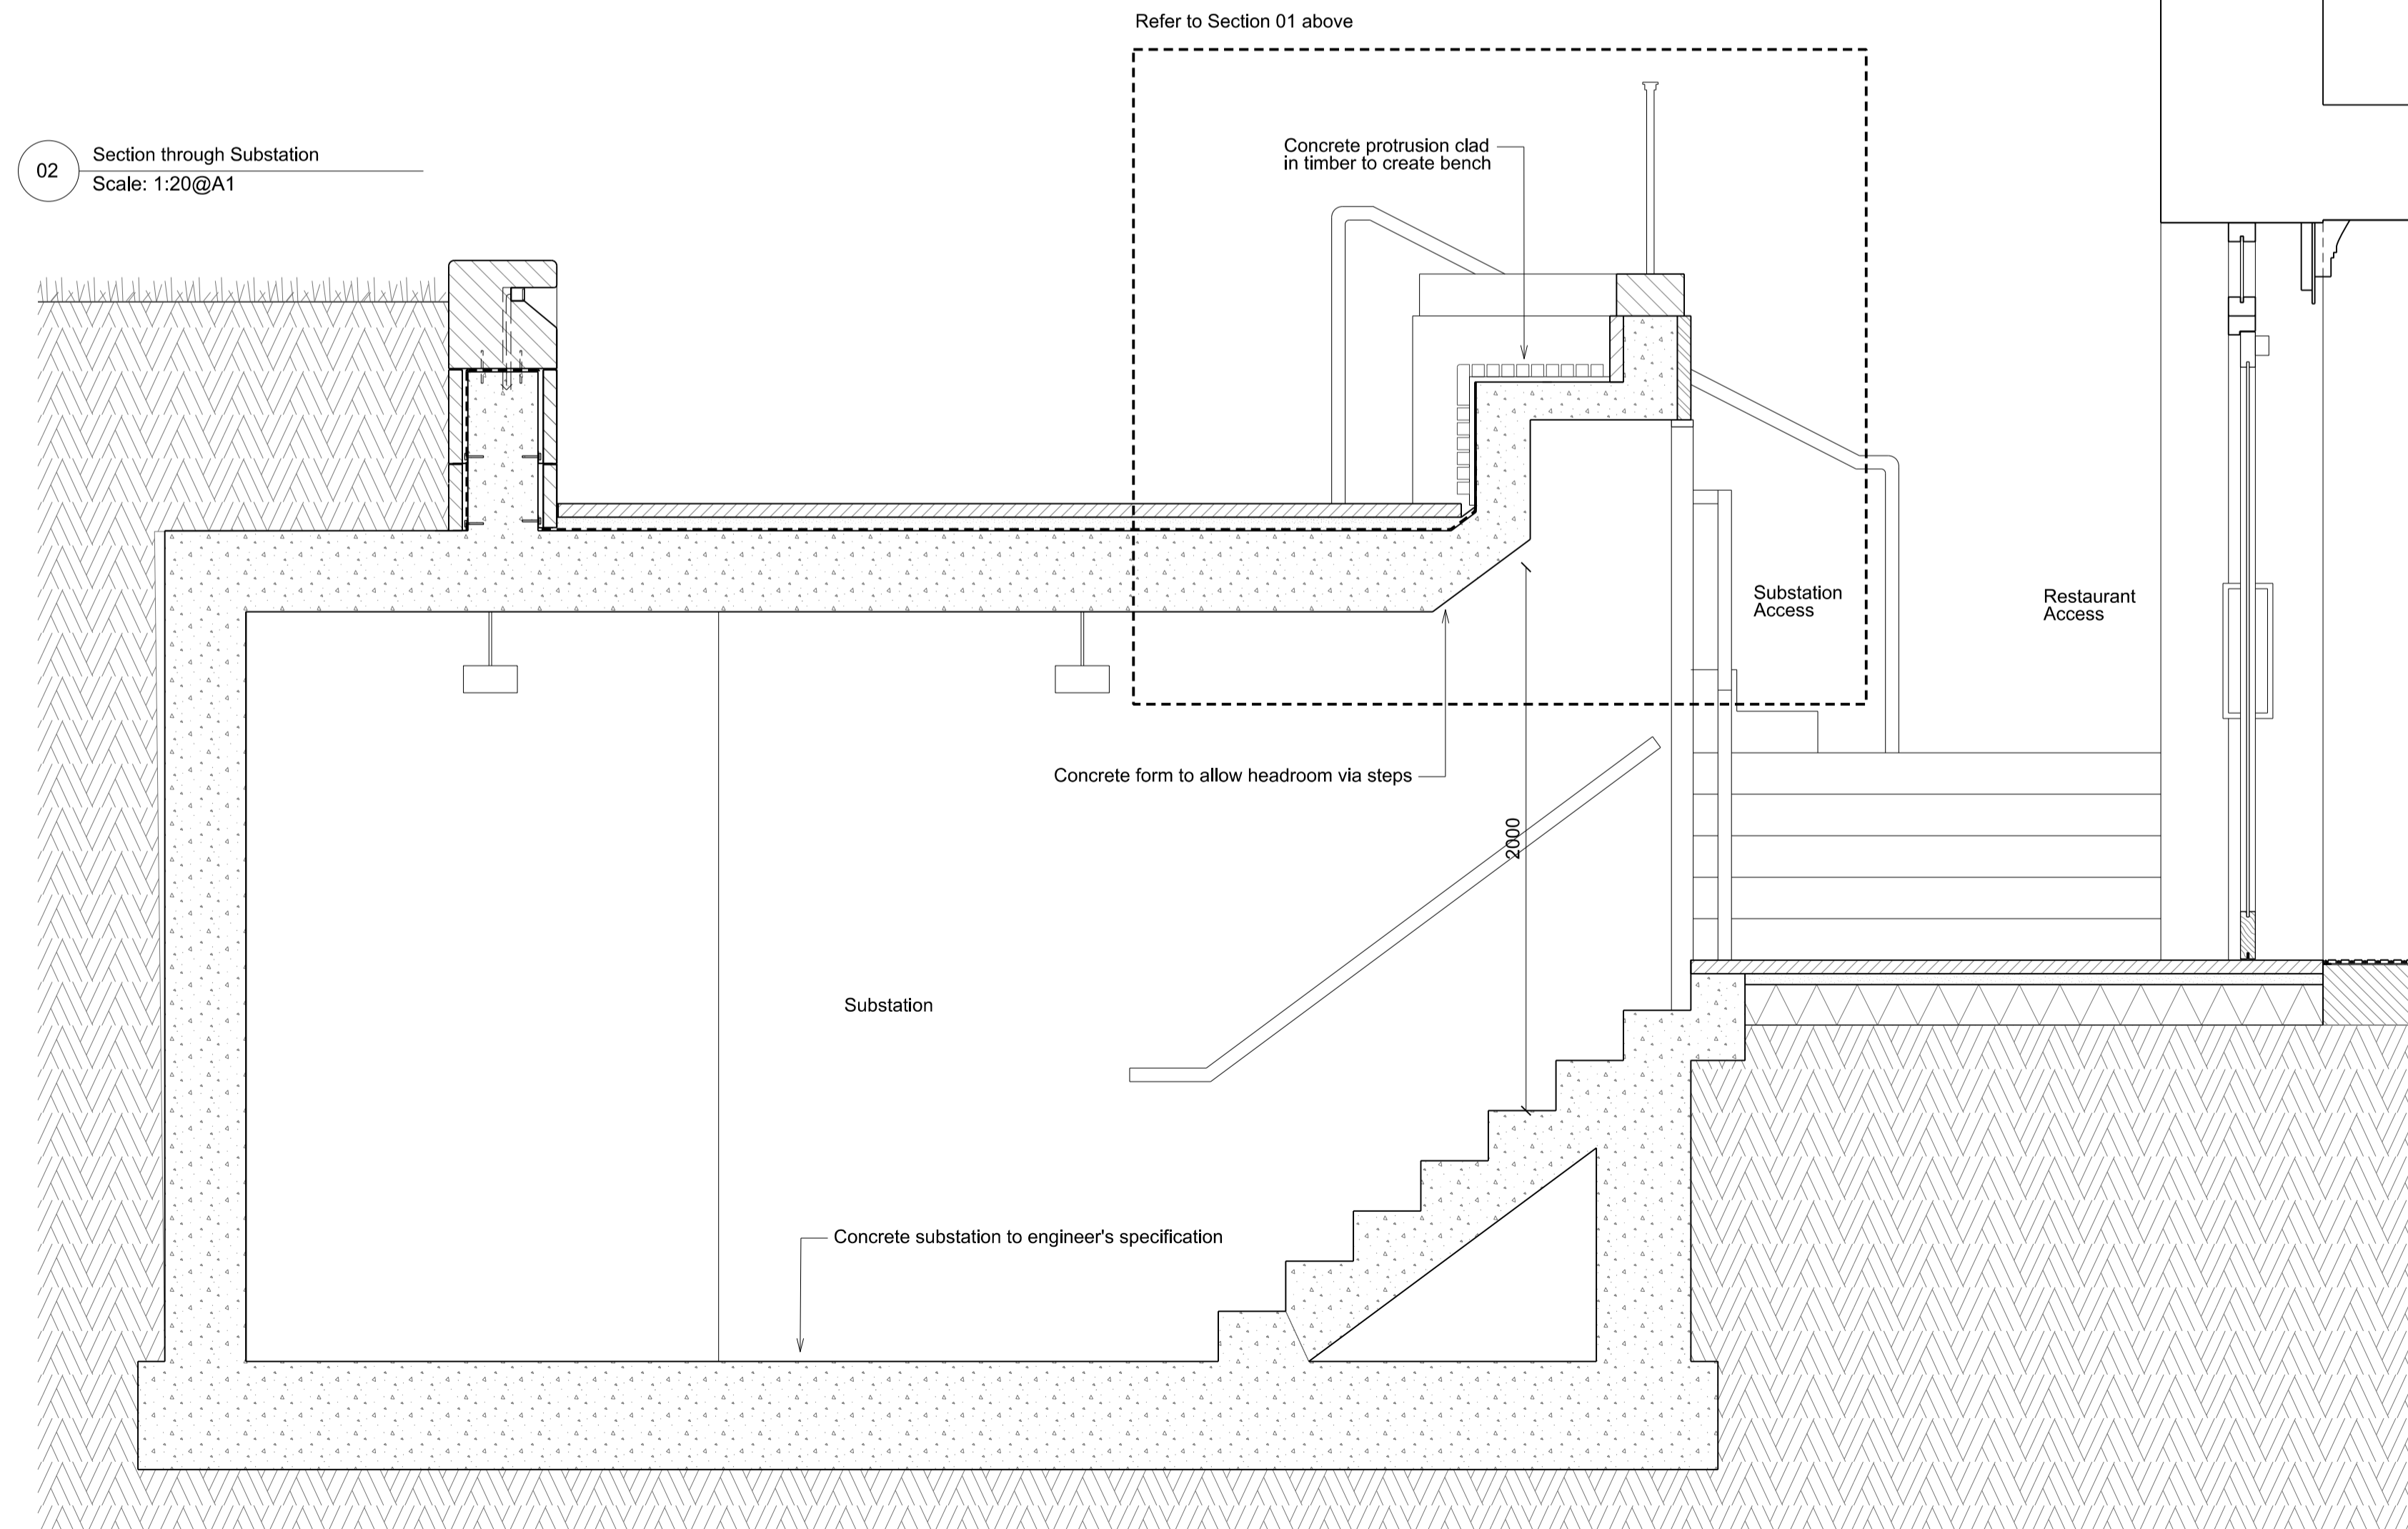 Refer to Section 01 above
02
Section through Substation
Scale: 1:20@A1
Concrete protrusion clad
in timber to create bench
Substation
Access
Restaurant
Access
Concrete form to allow headroom via steps
2000
Substation
Concrete substation to engineer's specification